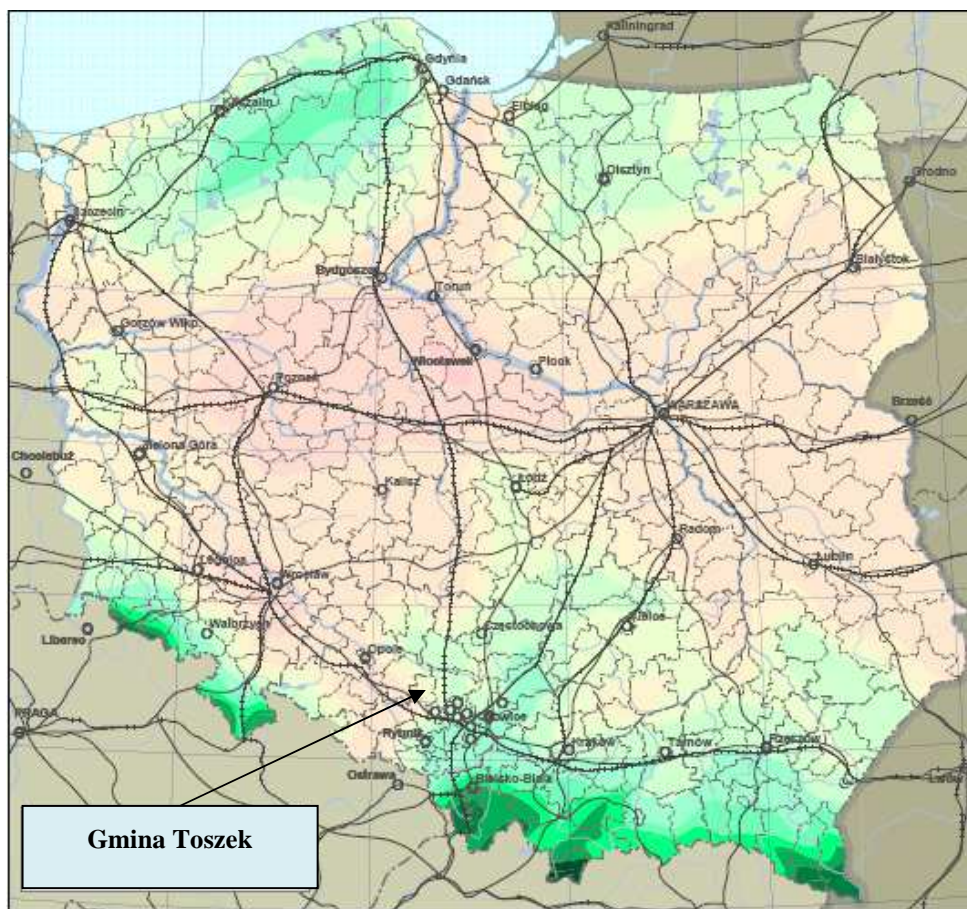 Kaliningrad
Gdynia
Gdańsk
Elbląg
Koszalin
Olsztyn
Grodno
Szczecin
Białystok
Bydgoszcz
Toruń
Gorzów Wlkp.
Włocławek
Płock
Poznań
WARSZAWA
Brześć
Zielona Góra
Chociebuż
Kalisz
Łódź
Radom
Lublin
Legnica
Wrocław
Wałbrzych
Liberec
Częstochowa
Kielce
Opole
PRAGA
Katowice
Rybnik
Kraków
Tarnów
Rzeszów
Ostrawa
Bielsko-Biała
Lwów
Gmina Toszek